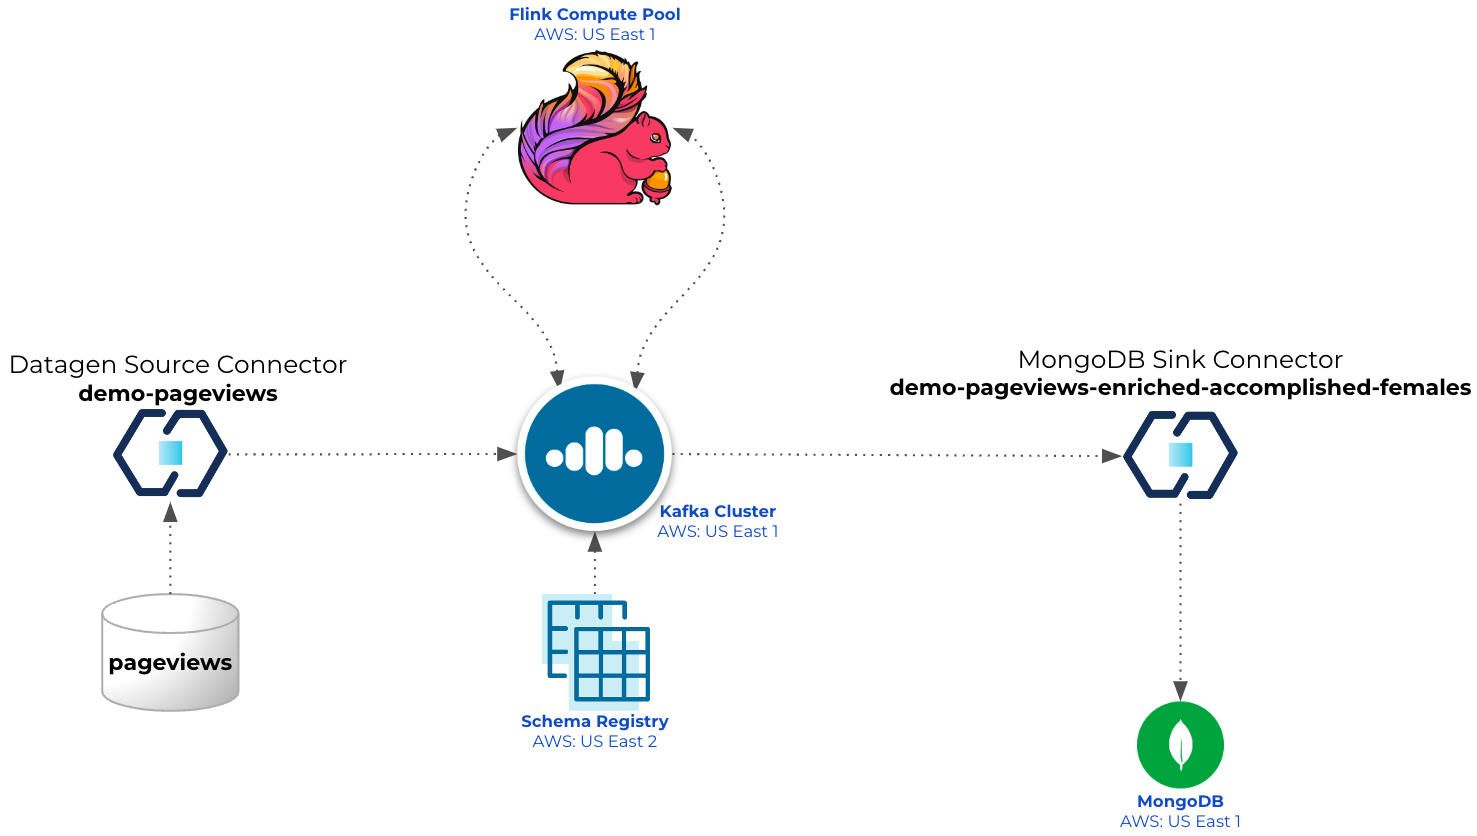 Flink Compute Pool
AWS: US East 1
Datagen Source Connector
demo-pageviews
MongoDB Sink Connector
demo-pageviews-enriched-accomplished-females
Kafka Cluster
AWS: US East 1
pageviews
Schema Registry
AWS: US East 2
MongoDB
AWS: US East 1